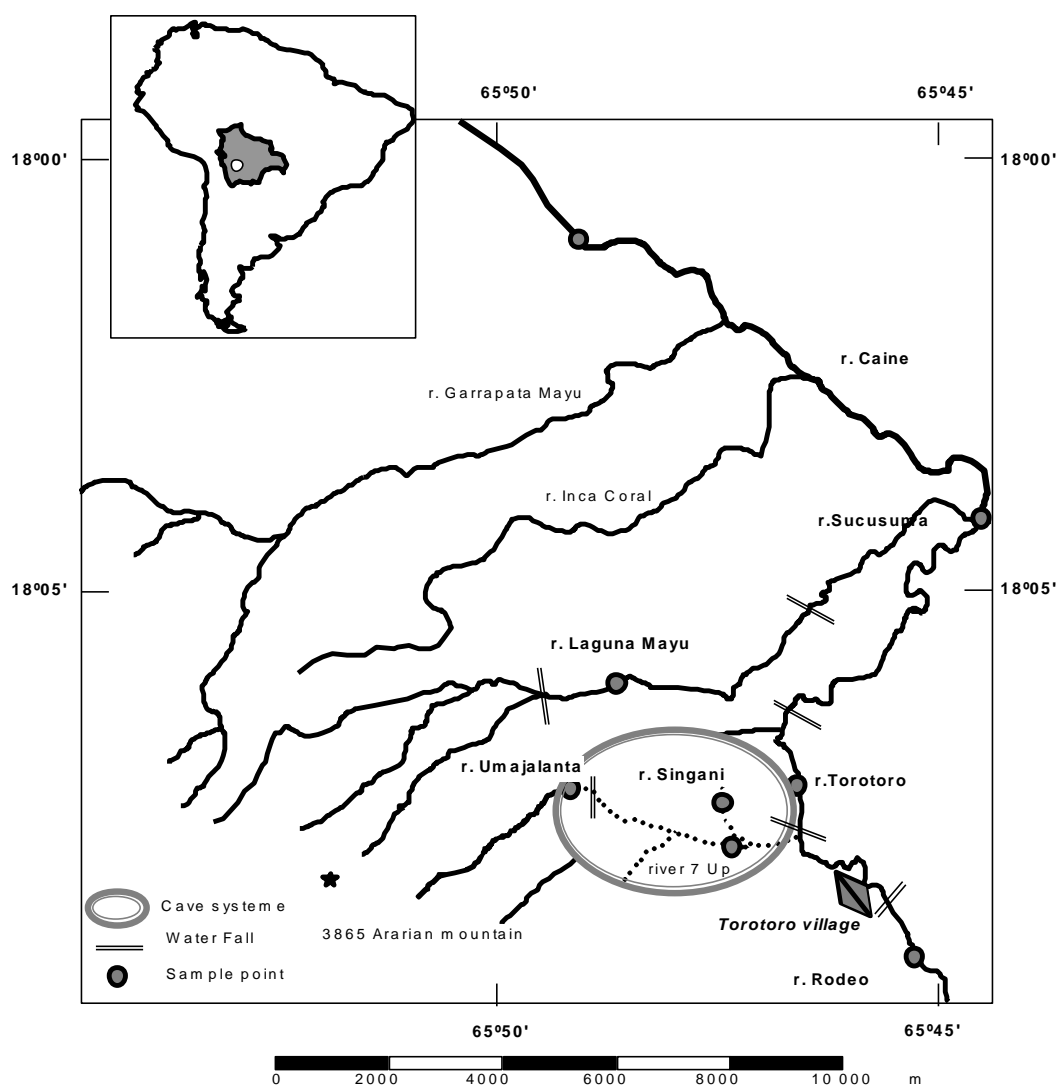 65º50' 65º45'
18º00' 18º00'
r. Caine
r. Garrapata Mayu
r. Inca Coral
r.Sucusuma
18º05' 18º05'
r. Laguna Mayu
r. Umajalanta r. Singani r.Torotoro
river 7 Up
Cave systeme
Torotoro village
Water Fall 3865 Ararian mountain
Sample point
r. Rodeo
65º50' 65º45'
0 2000 4000 6000 8000 10 000 m